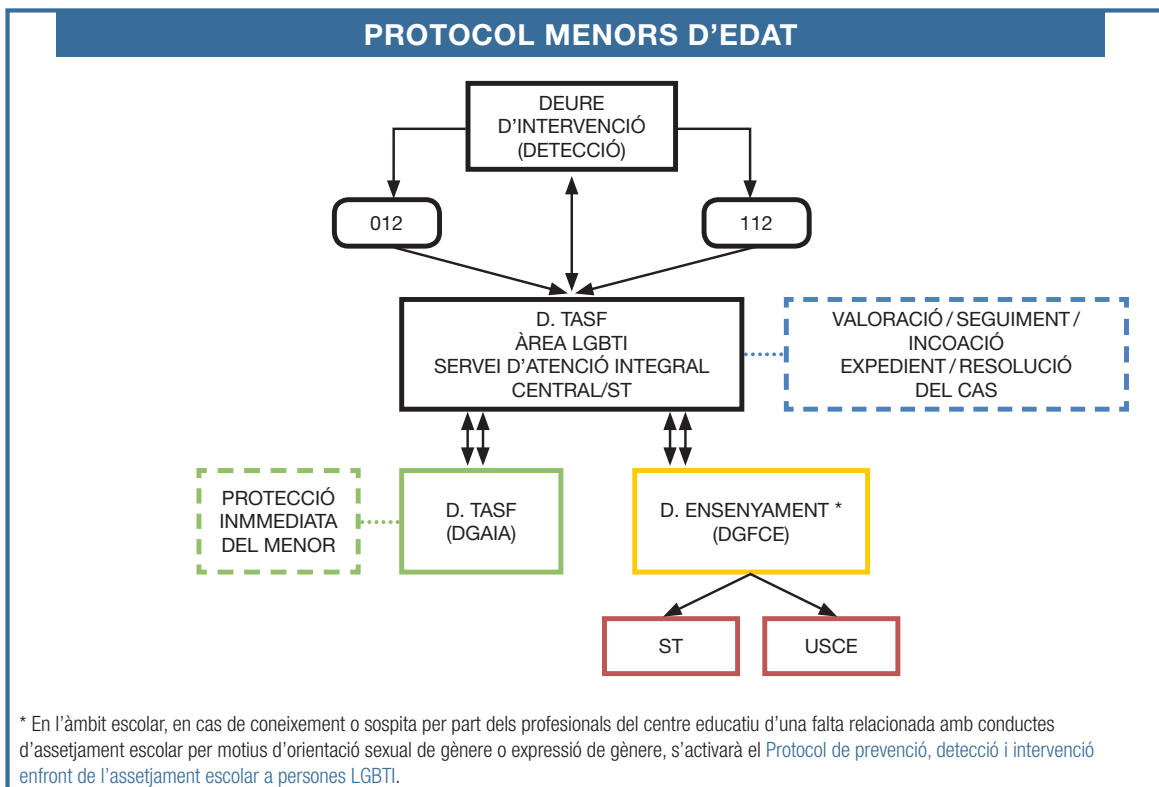 PROTOCOL MENORS D'EDAT
DEURE
D'INTERVENCIÓ
(DETECCIÓ)
012
112
D. TASF
ÀREA LGBTI
SERVEI D'ATENCIÓ INTEGRAL
CENTRAL/ST
VALORACIÓ / SEGUIMENT /
INCOACIÓ
EXPEDIENT / RESOLUCIÓ
DEL CAS
PROTECCIÓ
INMMEDIATA
DEL MENOR
D. TASF
(DGAIA)
D. ENSENYAMENT *
(DGFCE)
ST
USCE
* En l'àmbit escolar, en cas de coneixement o sospita per part dels professionals del centre educatiu d'una falta relacionada amb conductes
d'assetjament escolar per motius d'orientació sexual de gènere o expressió de gènere, s'activarà el Protocol de prevenció, detecció i intervenció
enfront de l'assetjament escolar a persones LGBTI.